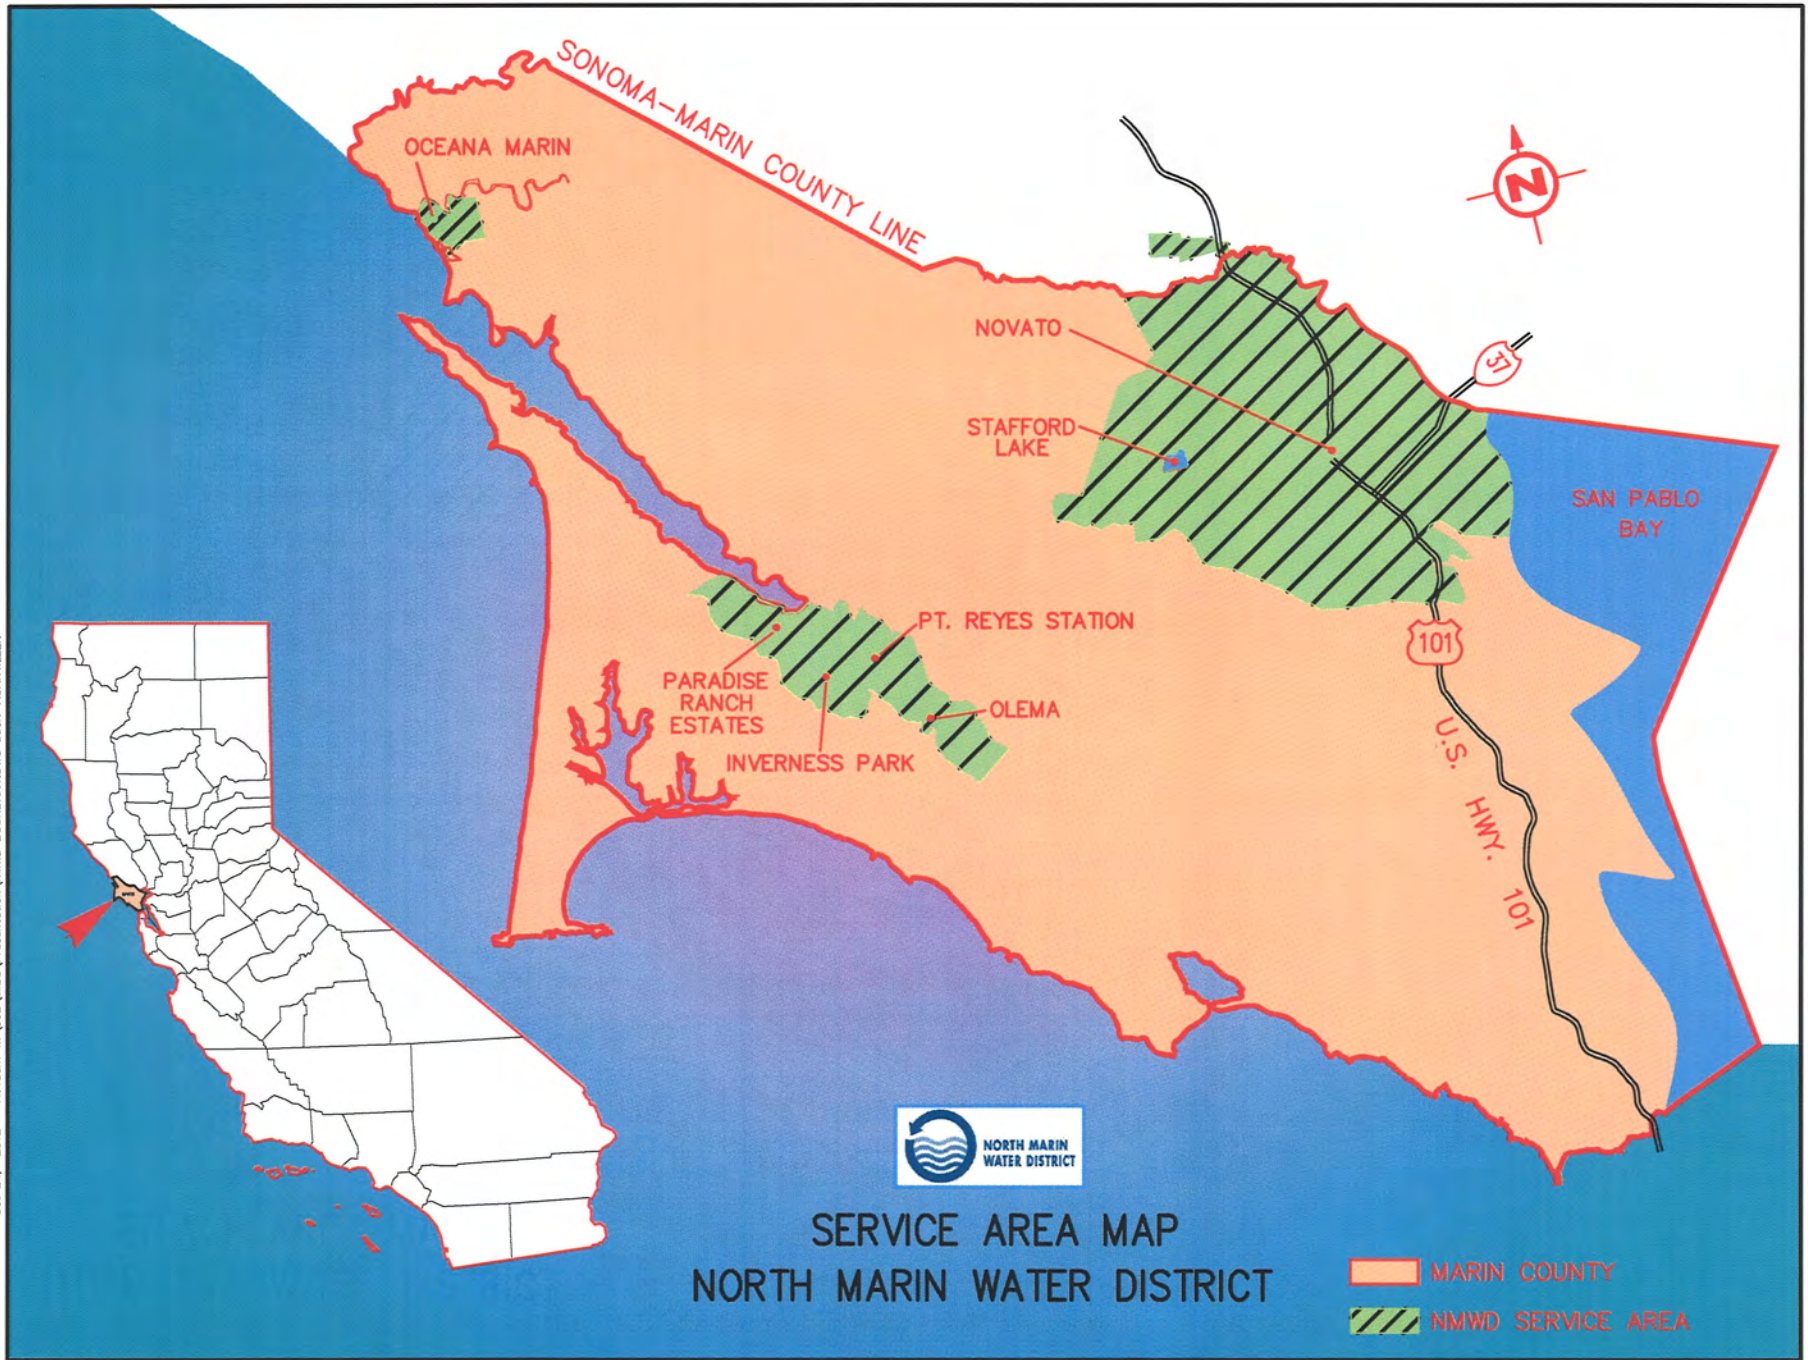 SONOMA-MARIN COUNTY LINE
OCEANA MARIN
N
NOVATO
37
STAFFORD
LAKE
SAN PABLO
BAY
PT. REYES STATION
101
PARADISE
RANCH
ESTATES
OLEMA
INVERNESS PARK
U.S. HWY. 101
NORTH MARIN
WATER DISTRICT
SERVICE AREA MAP
NORTH MARIN WATER DISTRICT
MARIN COUNTY
NMWD SERVICE AREA